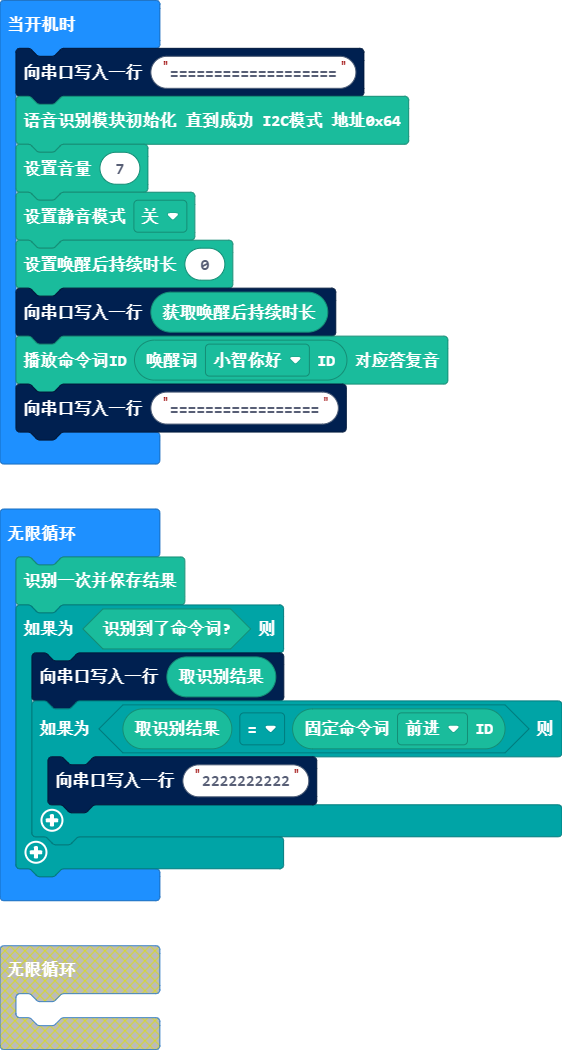 当开机时
向串口写入一行 "==================="
语音识别模块初始化 直到成功 I2C模式 地址0x64
设置音量 7
设置静音模式 关
设置唤醒后持续时长 0
向串口写入一行 获取唤醒后持续时长
播放命令词ID 唤醒词 小智你好 ID 对应答复音
向串口写入一行 "================="
无限循环
识别一次并保存结果
如果为 识别到了命令词? 则
向串口写入一行 取识别结果
如果为 取识别结果 = 固定命令词 前进 ID 则
向串口写入一行 "2222222222"
无限循环